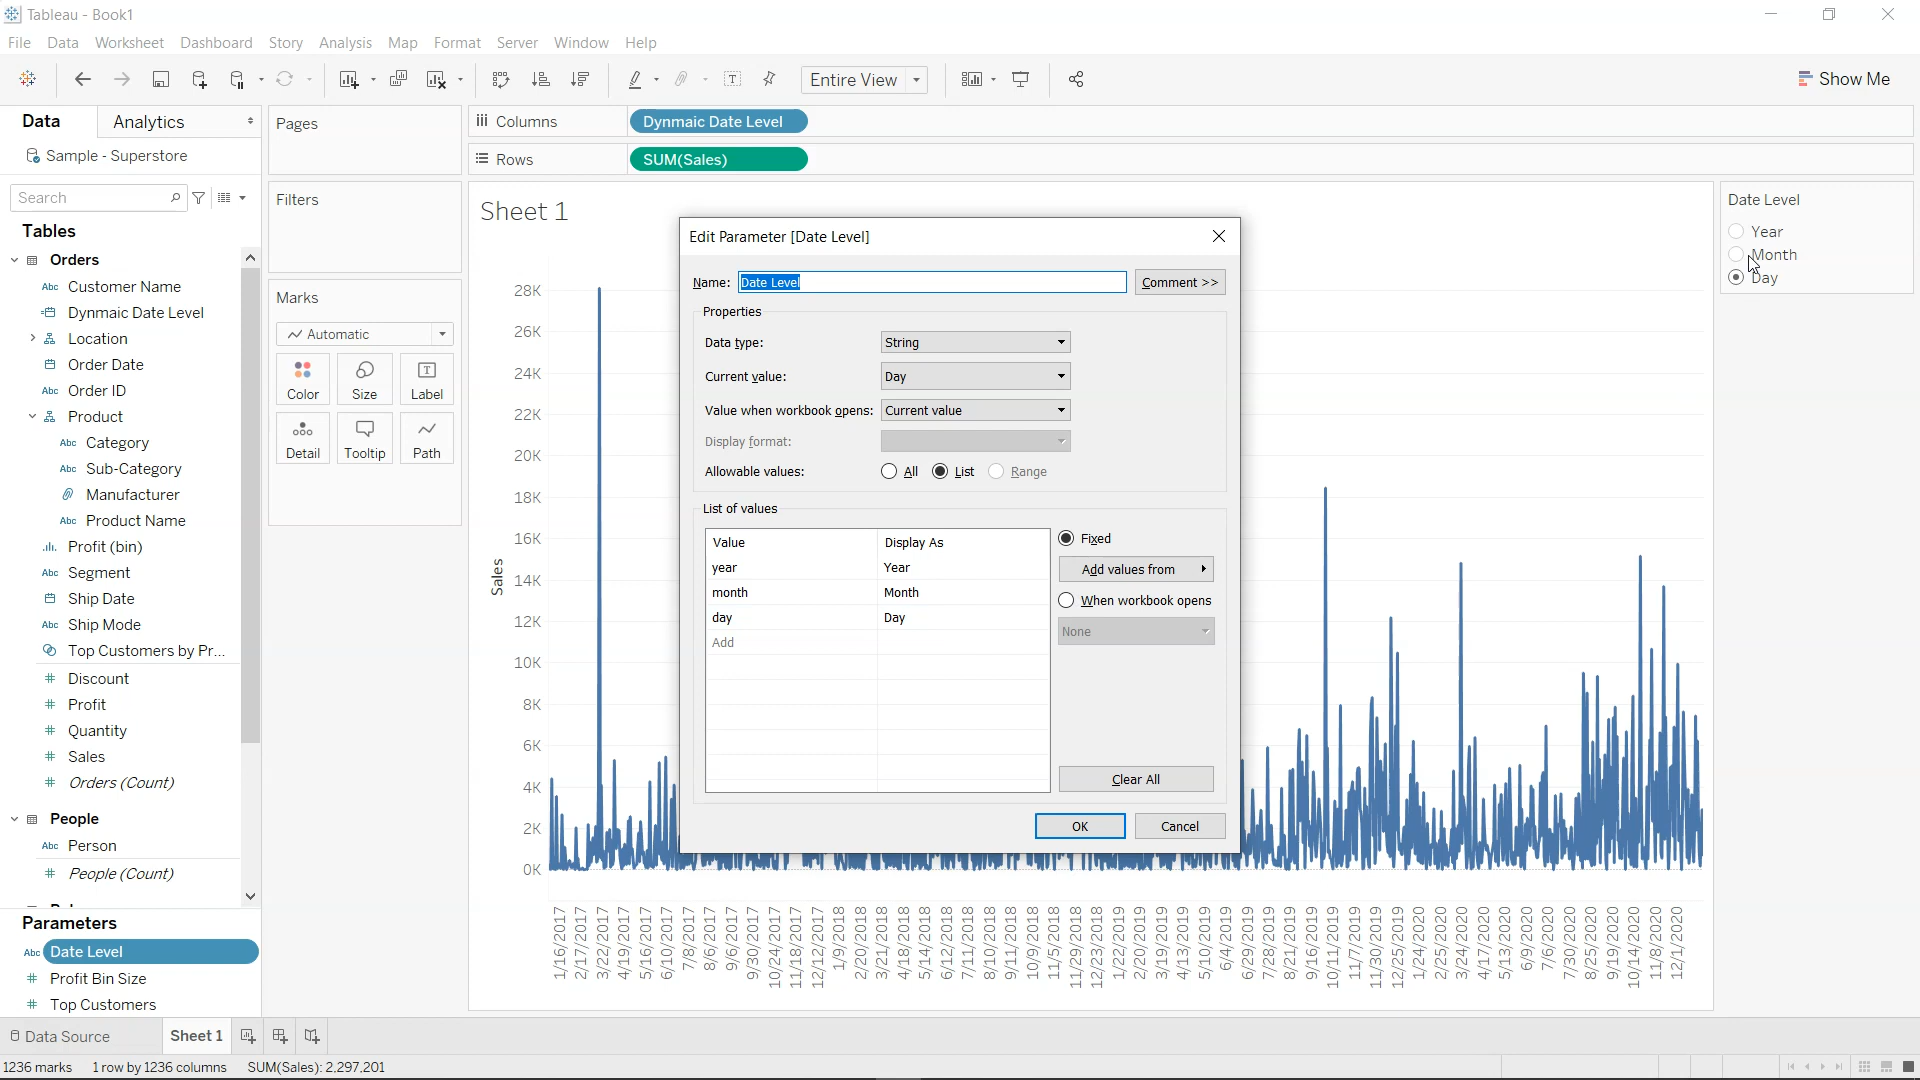 Tableau - Book1
File Data Worksheet Dashboard Story Analysis Map Format Server Window Help
Entire View
Show Me
Data Analytics
Pages
Columns
Dynmaic Date Level
Sample - Superstore
Rows
SUM(Sales)
Search
Filters
Sheet 1
Date Level
Year
Month
Day
Tables
Orders
Abc Customer Name
Dynmaic Date Level
Location
Order Date
Abc Order ID
Product
Abc Category
Abc Sub-Category
Manufacturer
Abc Product Name
Profit (bin)
Abc Segment
Ship Date
Abc Ship Mode
Top Customers by Pr...
# Discount
# Profit
# Quantity
# Sales
# Orders (Count)
People
Abc Person
# People (Count)
Parameters
Abc Date Level
# Profit Bin Size
# Top Customers
Marks
Automatic
Color
Size
Label
Detail
Tooltip
Path
Sales
28K
26K
24K
22K
20K
18K
16K
14K
12K
10K
8K
6K
4K
2K
0K
Edit Parameter [Date Level]
Name: Date Level Comment >>
Properties
Data type: String
Current value: Day
Value when workbook opens: Current value
Display format:
Allowable values: All List Range
List of values
Value Display As
year Year
month Month
day Day
Add
Fixed
Add values from
When workbook opens
None
Clear All
OK Cancel
1/16/2017
2/17/2017
3/22/2017
4/19/2017
5/16/2017
6/10/2017
7/8/2017
8/6/2017
9/6/2017
9/30/2017
10/24/2017
11/18/2017
12/12/2017
1/9/2018
2/20/2018
3/21/2018
4/18/2018
5/14/2018
6/12/2018
7/11/2018
8/10/2018
9/11/2018
10/9/2018
11/5/2018
11/29/2018
12/23/2018
1/22/2019
2/20/2019
3/19/2019
4/13/2019
5/10/2019
6/4/2019
6/29/2019
7/28/2019
8/21/2019
9/16/2019
10/11/2019
11/7/2019
11/30/2019
12/25/2019
1/24/2020
2/25/2020
3/24/2020
4/17/2020
5/13/2020
6/9/2020
7/6/2020
7/30/2020
8/25/2020
9/19/2020
10/14/2020
11/8/2020
12/1/2020
Data Source Sheet 1
1236 marks 1 row by 1236 columns SUM(Sales): 2,297,201